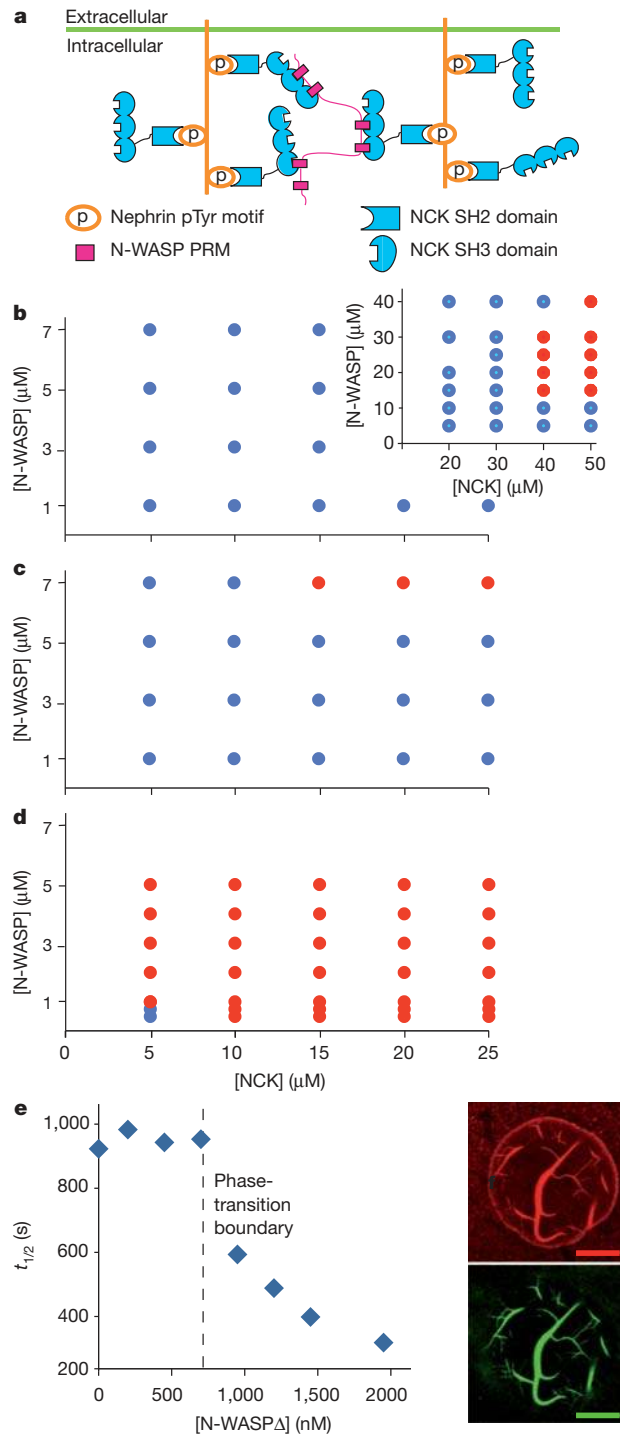 a
Extracellular
Intracellular
p p
p p
p p
p Nephrin pTyr motif
NCK SH2 domain
N-WASP PRM
NCK SH3 domain
b
[N-WASP] (μM)
7
5
3
1
[N-WASP] (μM)
40
30
20
10
0
20 30 40 50
[NCK] (μM)
c
[N-WASP] (μM)
7
5
3
1
d
[N-WASP] (μM)
7
5
3
1
0 5 10 15 20 25
[NCK] (μM)
e
t1/2 (s)
1,000
800
600
400
200
Phase-
transition
boundary
0 500 1,000 1,500 2000
[N-WASPΔ] (nM)